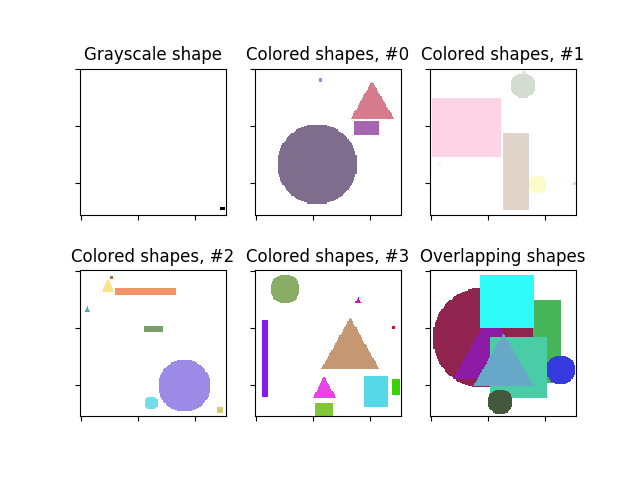 Grayscale shape
Colored shapes, #0
Colored shapes, #1
Colored shapes, #2
Colored shapes, #3
Overlapping shapes